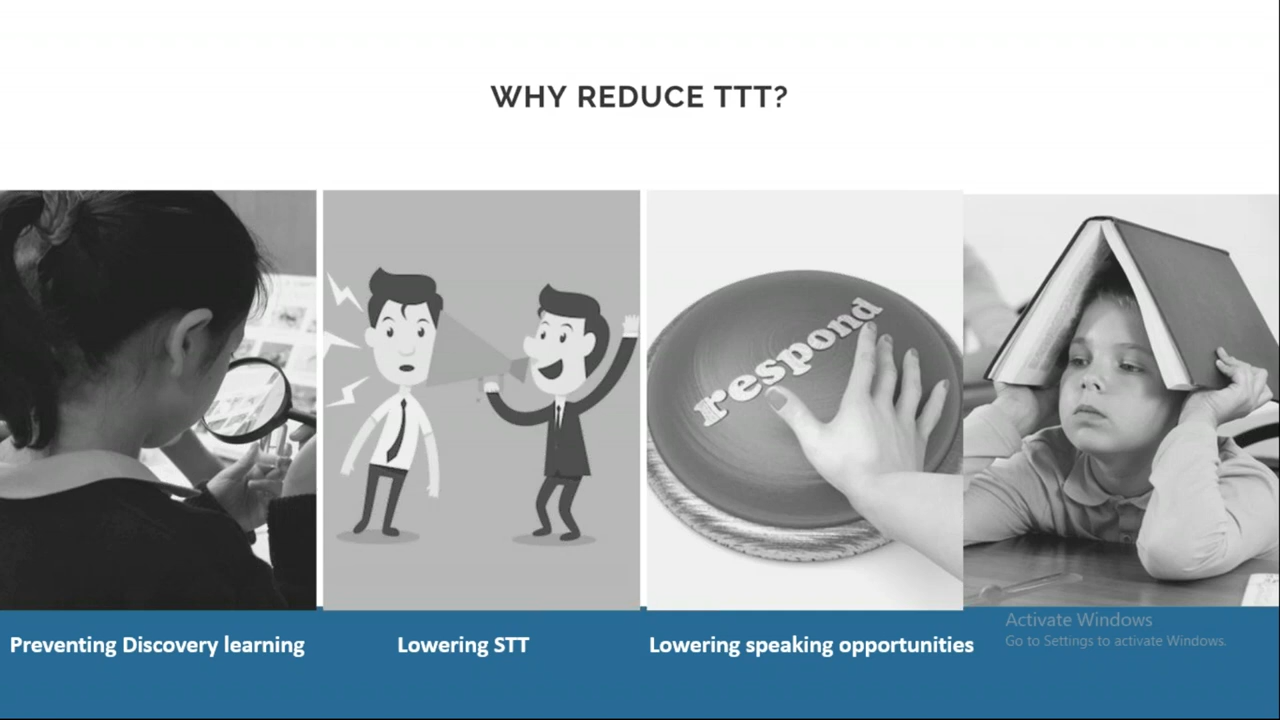 WHY REDUCE TTT?
respond
Preventing Discovery learning
Lowering STT
Lowering speaking opportunities
Activate Windows
Go to Settings to activate Windows.